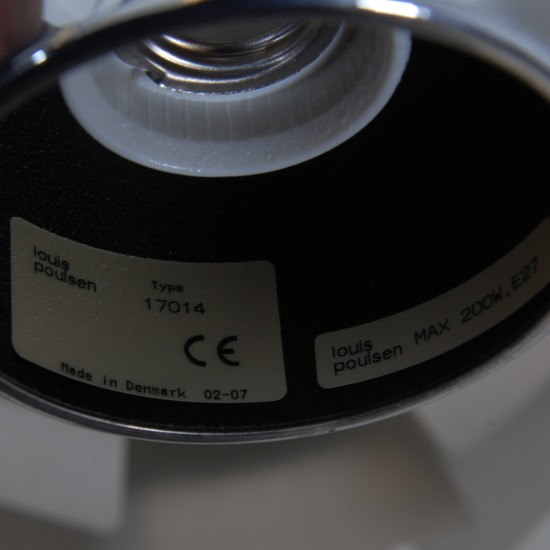 louis
poulsen
Type
17014
CE
Made in Denmark 02-07
louis
poulsen MAX 200W, E27